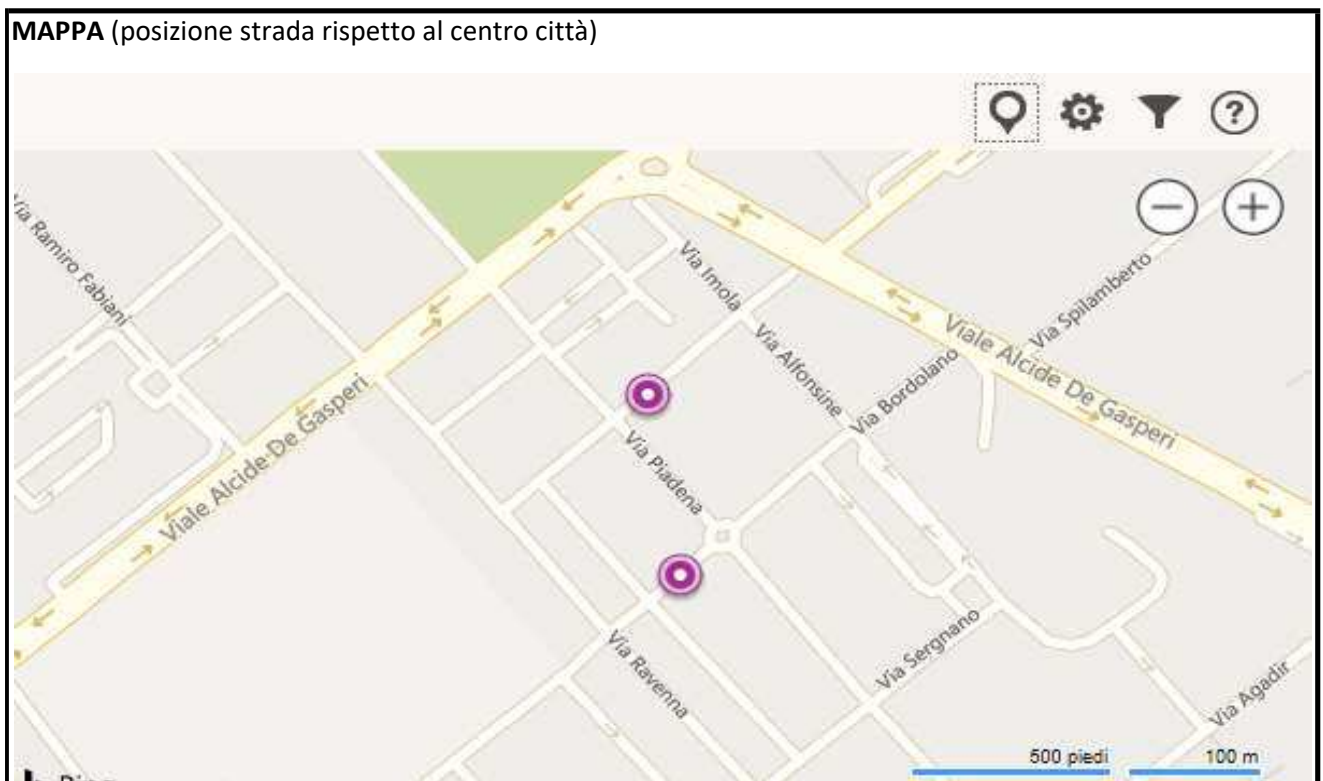 MAPPA (posizione strada rispetto al centro città)
?
Via Ramiro Fabiani
Via Imola
Via Spilamberto
Via Alfonsine
Viale Alcide De Gasperi
Via Bordolano
Viale Alcide De Gasperi
Via Piadena
Via Sergnano
Via Ravenna
Via Agadir
500 piedi
100 m